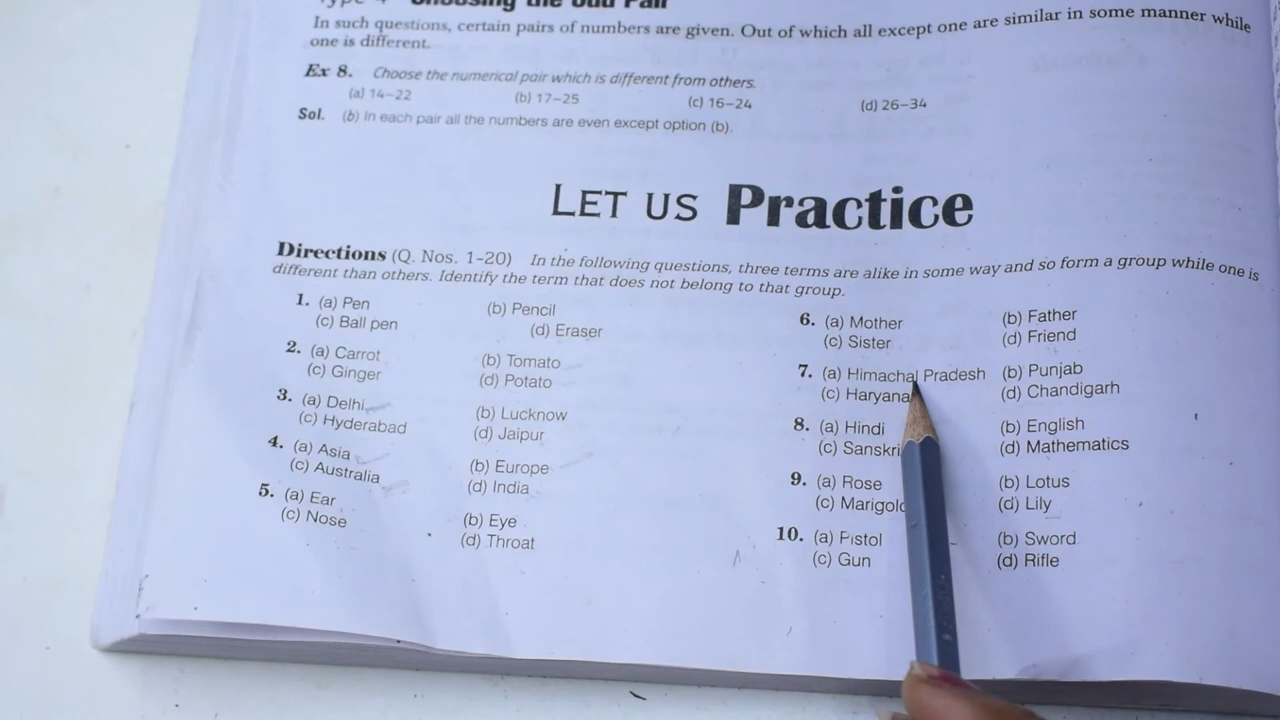 Type 4 Choosing the Odd Pair
In such questions, certain pairs of numbers are given. Out of which all except one are similar in some manner while
one is different.
Ex 8. Choose the numerical pair which is different from others.
(a) 14–22 (b) 17–25 (c) 16–24 (d) 26–34
Sol. (b) In each pair all the numbers are even except option (b).
LET US Practice
Directions (Q. Nos. 1-20) In the following questions, three terms are alike in some way and so form a group while one is
different than others. Identify the term that does not belong to that group.
1. (a) Pen (b) Pencil
(c) Ball pen (d) Eraser
2. (a) Carrot (b) Tomato
(c) Ginger (d) Potato
3. (a) Delhi (b) Lucknow
(c) Hyderabad (d) Jaipur
4. (a) Asia (b) Europe
(c) Australia (d) India
5. (a) Ear (b) Eye
(c) Nose (d) Throat
6. (a) Mother (b) Father
(c) Sister (d) Friend
7. (a) Himachal Pradesh (b) Punjab
(c) Haryana (d) Chandigarh
8. (a) Hindi (b) English
(c) Sanskri (d) Mathematics
9. (a) Rose (b) Lotus
(c) Marigold (d) Lily
10. (a) Pistol (b) Sword
(c) Gun (d) Rifle